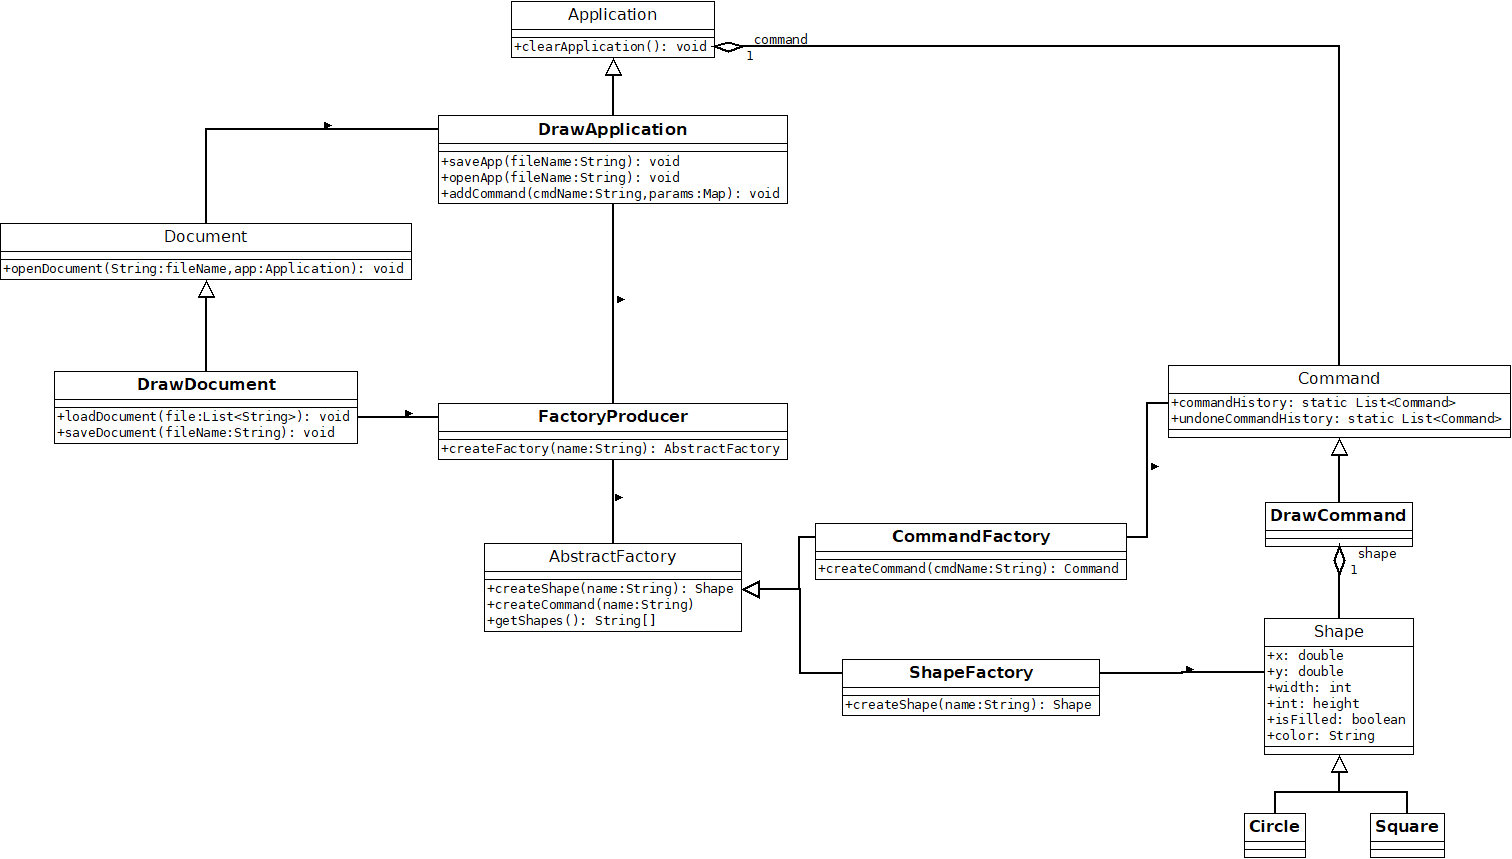 Application
+clearApplication(): void
command
1
DrawApplication
+saveApp(fileName:String): void
+openApp(fileName:String): void
+addCommand(cmdName:String,params:Map): void
Document
+openDocument(String:fileName,app:Application): void
DrawDocument
+loadDocument(file:List<String>): void
+saveDocument(fileName:String): void
FactoryProducer
+createFactory(name:String): AbstractFactory
Command
+commandHistory: static List<Command>
+undoneCommandHistory: static List<Command>
DrawCommand
shape
1
AbstractFactory
+createShape(name:String): Shape
+createCommand(name:String)
+getShapes(): String[]
CommandFactory
+createCommand(cmdName:String): Command
ShapeFactory
+createShape(name:String): Shape
Shape
+x: double
+y: double
+width: int
+int: height
+isFilled: boolean
+color: String
Circle
Square